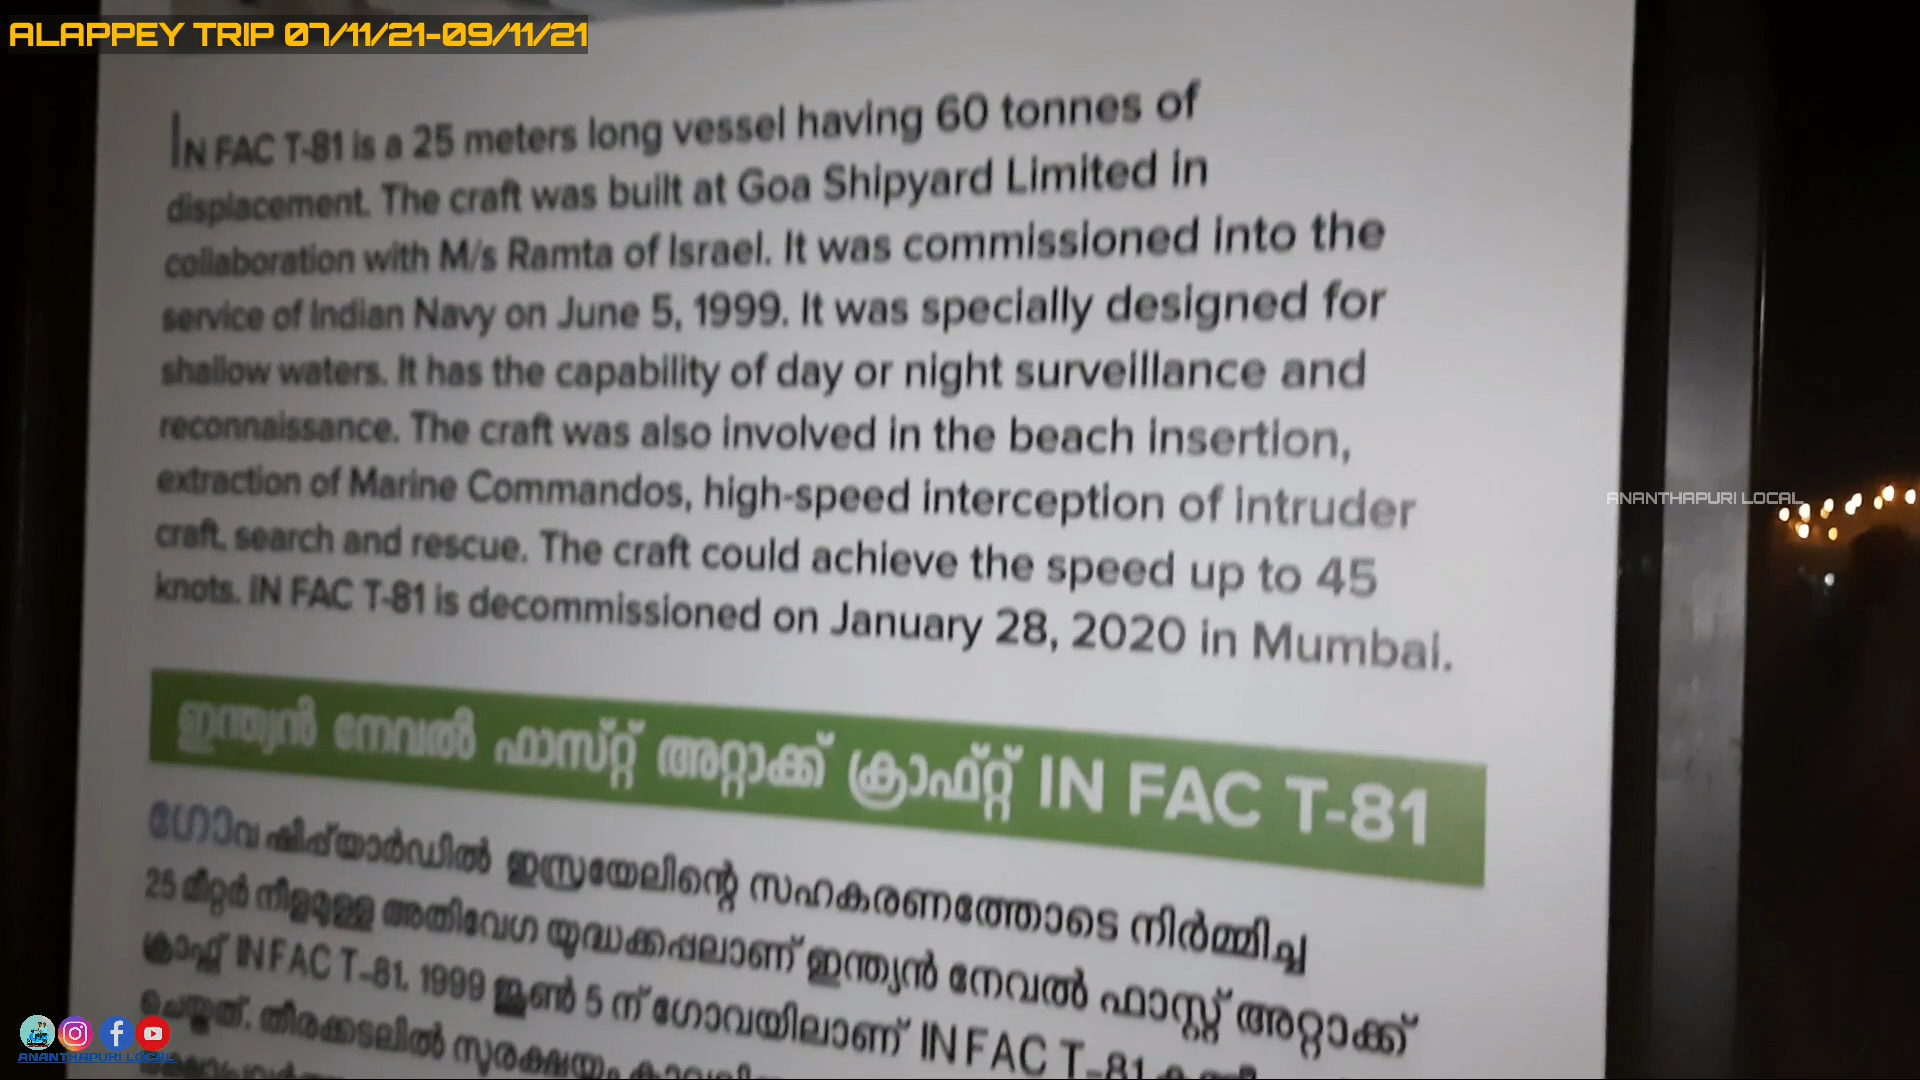 ALAPPEY TRIP 07/11/21-09/11/21
IN FAC T-81 is a 25 meters long vessel having 60 tonnes of
displacement. The craft was built at Goa Shipyard Limited in
collaboration with M/s Ramta of Israel. It was commissioned into the
service of Indian Navy on June 5, 1999. It was specially designed for
shallow waters. It has the capability of day or night surveillance and
reconnaissance. The craft was also involved in the beach insertion,
extraction of Marine Commandos, high-speed interception of intruder
craft, search and rescue. The craft could achieve the speed up to 45
knots. IN FAC T-81 is decommissioned on January 28, 2020 in Mumbai.
ANANTHAPURI LOCAL
ഇന്ത്യൻ നേവൽ ഫാസ്റ്റ് അറ്റാക്ക് ക്രാഫ്റ്റ് IN FAC T-81
ഗോവ ഷിപ്‌യാർഡിൽ ഇസ്രയേലിന്റെ സഹകരണത്തോടെ നിർമ്മിച്ച
25 മീറ്റർ നീളമുള്ള അതിവേഗ യുദ്ധക്കപ്പലാണ് ഇന്ത്യൻ നേവൽ ഫാസ്റ്റ് അറ്റാക്ക്
ക്രാഫ്റ്റ് IN FAC T-81. 1999 ജൂൺ 5 ന് ഗോവയിലാണ് IN FAC T-81
ചെയ്തത്. തീരക്കടലിൽ
ANANTHAPURI LOCAL